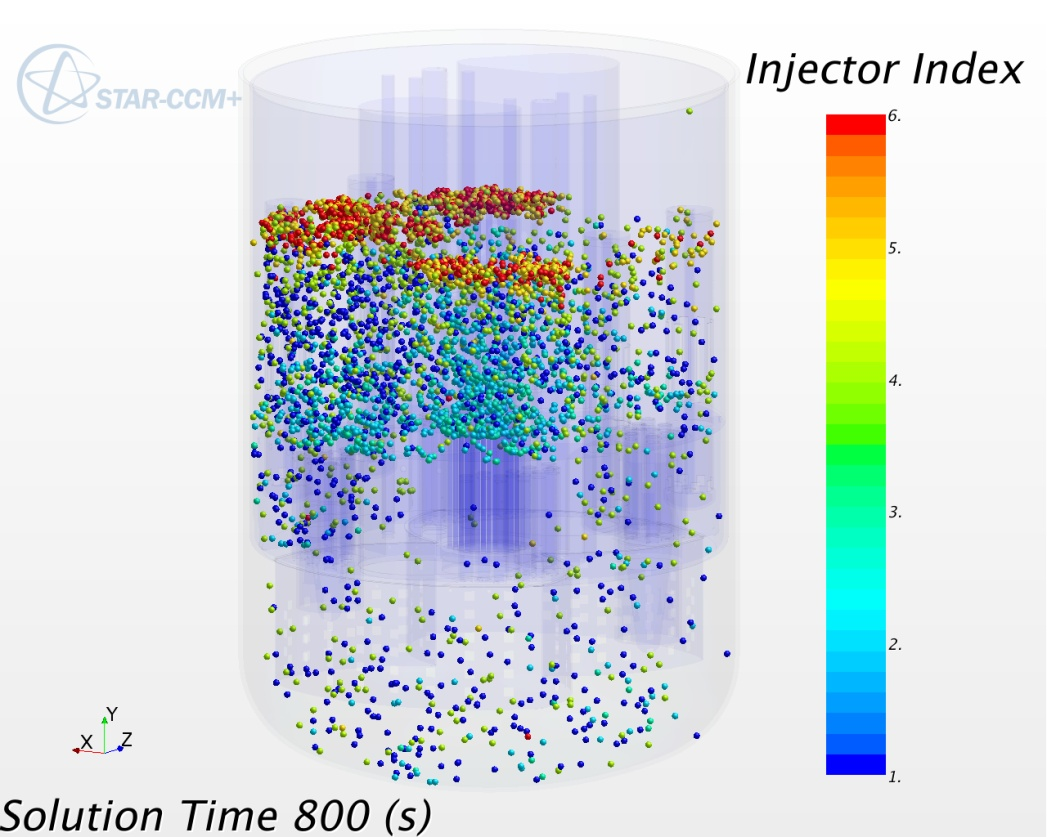 STAR-CCM+
Injector Index
6.
5.
4.
3.
2.
1.
Y
X
Z
Solution Time 800 (s)